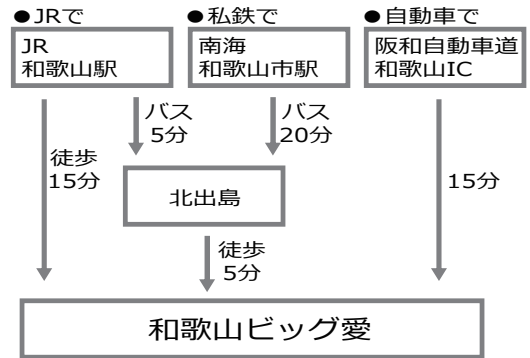 ●JRで
●私鉄で
●自動車で
JR
和歌山駅
南海
和歌山市駅
阪和自動車道
和歌山IC
バス
5分
バス
20分
徒歩
15分
15分
北出島
徒歩
5分
和歌山ビッグ愛